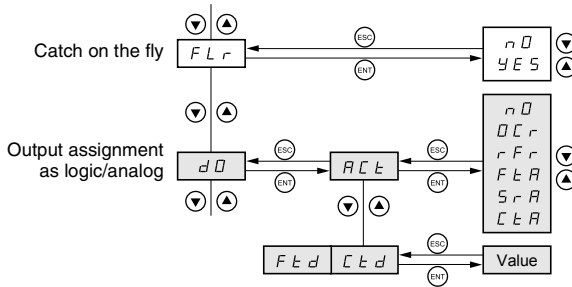 Catch on the fly
FLr
ESC
ENT
nO
YES
Output assignment
as logic/analog
dO
ESC
ENT
ACt
ESC
ENT
nO
OCr
rFr
FtA
SrA
CtA
Ftd
Ctd
ESC
ENT
Value